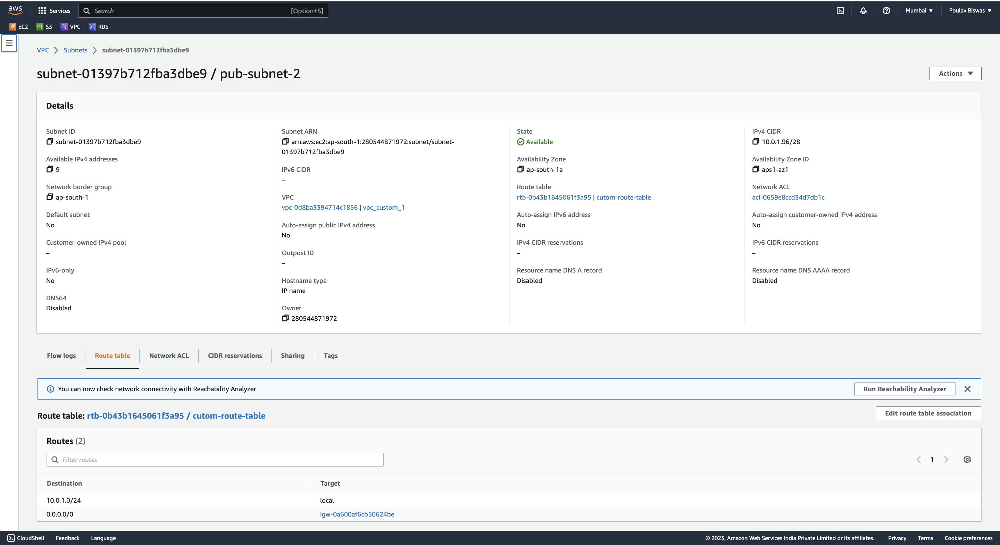 aws Services Search [Option+S] Mumbai Poulav Biswas
EC2 S3 VPC RDS
VPC Subnets subnet-01397b712fba3dbe9
subnet-01397b712fba3dbe9 / pub-subnet-2
Actions
Details
Subnet ID
subnet-01397b712fba3dbe9
Available IPv4 addresses
9
Network border group
ap-south-1
Default subnet
No
Customer-owned IPv4 pool
–
IPv6-only
No
DNS64
Disabled
Subnet ARN
arn:aws:ec2:ap-south-1:280544871972:subnet/subnet-
01397b712fba3dbe9
IPv6 CIDR
–
VPC
vpc-0d8ba3394714c1856 | vpc_custom_1
Auto-assign public IPv4 address
No
Outpost ID
–
Hostname type
IP name
Owner
280544871972
State
Available
Availability Zone
ap-south-1a
Route table
rtb-0b43b1645061f3a95 | cutom-route-table
Auto-assign IPv6 address
No
IPv4 CIDR reservations
–
Resource name DNS A record
Disabled
IPv4 CIDR
10.0.1.96/28
Availability Zone ID
aps1-az1
Network ACL
acl-0659e8ccd34d7db1c
Auto-assign customer-owned IPv4 address
No
IPv6 CIDR reservations
–
Resource name DNS AAAA record
Disabled
Flow logs Route table Network ACL CIDR reservations Sharing Tags
You can now check network connectivity with Reachability Analyzer Run Reachability Analyzer
Route table: rtb-0b43b1645061f3a95 / cutom-route-table Edit route table association
Routes (2)
Filter routes 1
Destination Target
10.0.1.0/24 local
0.0.0.0/0 igw-0a600af6cb50624be
CloudShell Feedback Language © 2023, Amazon Web Services India Private Limited or its affiliates. Privacy Terms Cookie preferences